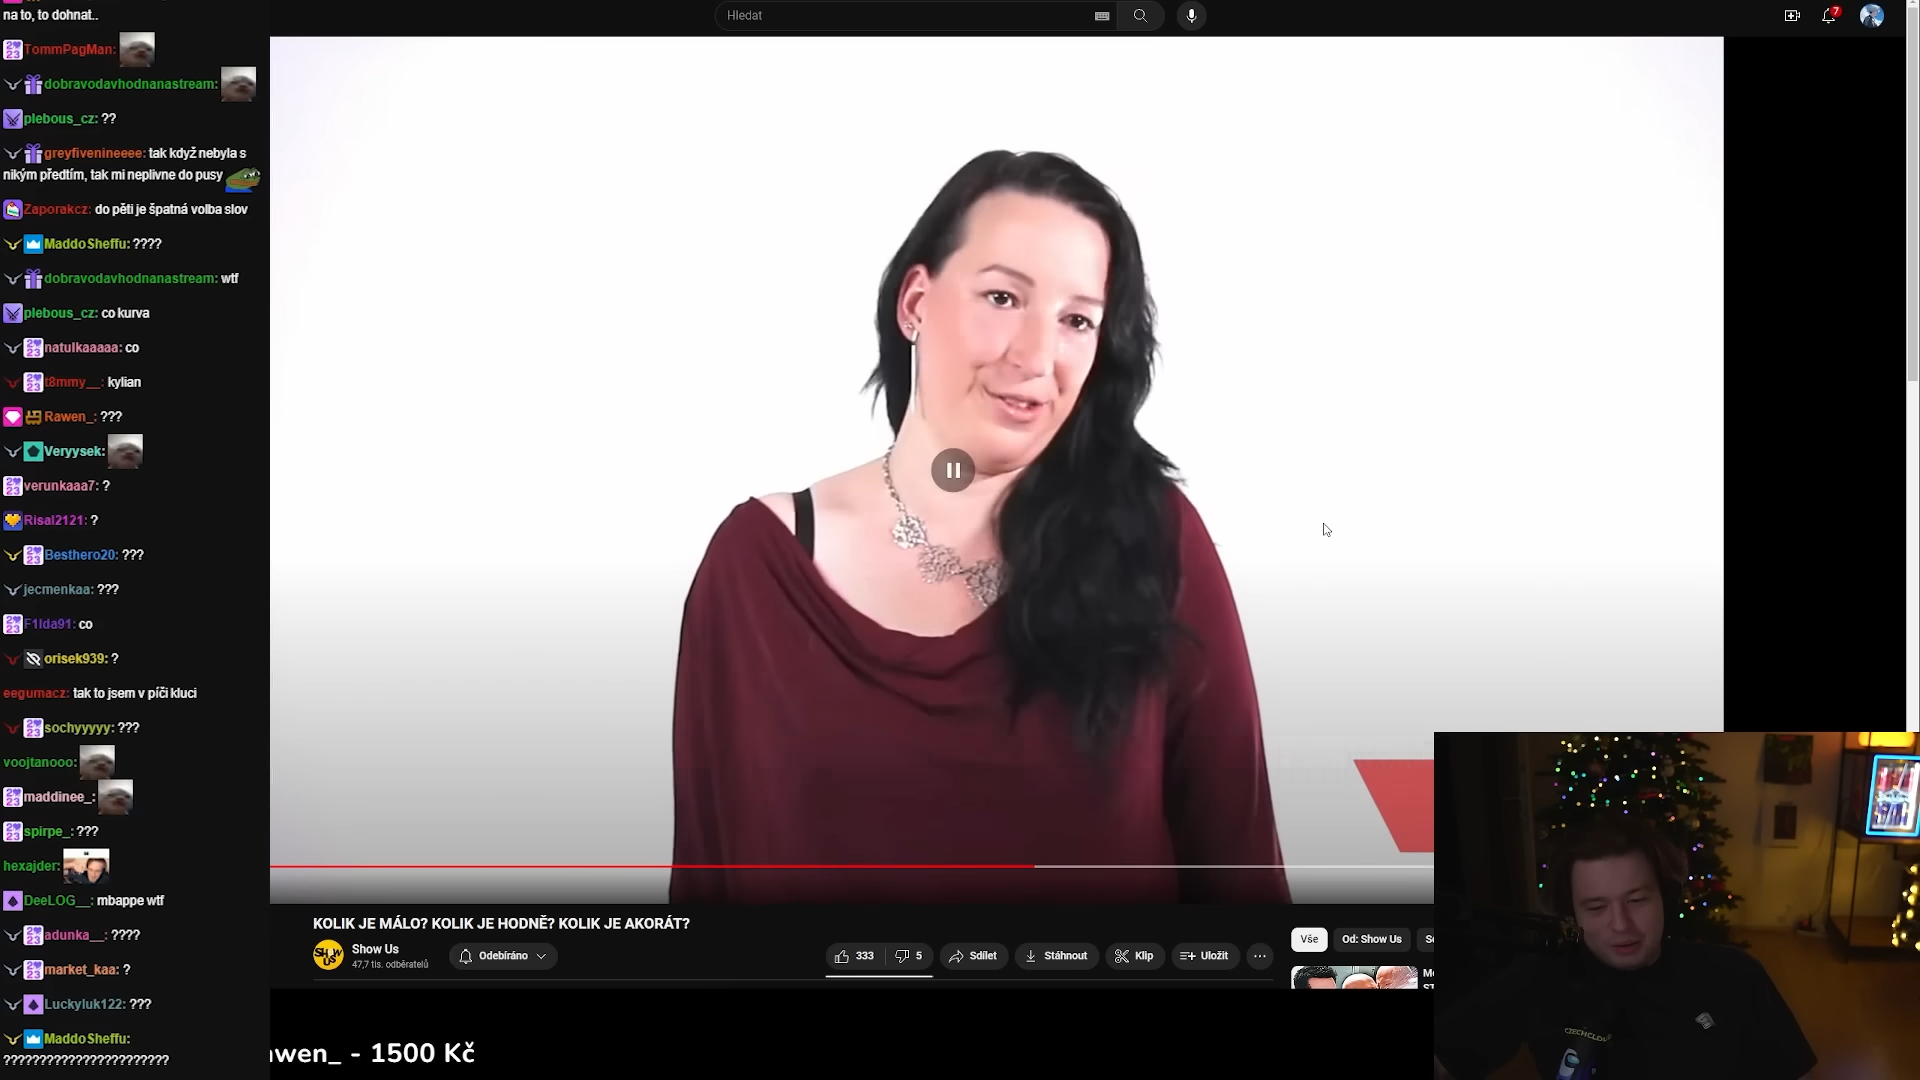 na to, to dohnat..
TommPagMan:
dobravodavhodnanastream:
plebous_cz: ??
greyfivenineeee: tak když nebyla s
nikým předtím, tak mi neplivne do pusy
Zaporakcz: do pěti je špatná volba slov
MaddoSheffu: ????
dobravodavhodnanastream: wtf
plebous_cz: co kurva
natulkaaaaa: co
t8mmy__: kylian
Rawen_: ???
Veryysek:
verunkaaa7: ?
Risal2121: ?
Besthero20: ???
jecmenkaa: ???
F1lda91: co
orisek939: ?
eegumacz: tak to jsem v píči kluci
sochyyyyy: ???
voojtanooo:
maddinee_:
spirpe_: ???
hexajder:
DeeLOG__: mbappe wtf
adunka__: ????
market_kaa: ?
Luckyluk122: ???
MaddoSheffu:
???????????????????????
Hledat
7
KOLIK JE MÁLO? KOLIK JE HODNĚ? KOLIK JE AKORÁT?
SHOW US
Show Us
47,7 tis. odběratelů
Odebíráno
333
5
Sdílet
Stáhnout
Klip
Uložit
Vše
Od: Show Us
awen_ - 1500 Kč